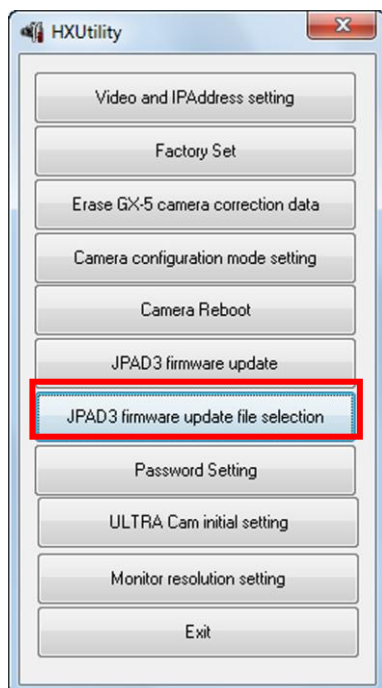 HXUtility
Video and IPAddress setting
Factory Set
Erase GX-5 camera correction data
Camera configuration mode setting
Camera Reboot
JPAD3 firmware update
JPAD3 firmware update file selection
Password Setting
ULTRA Cam initial setting
Monitor resolution setting
Exit